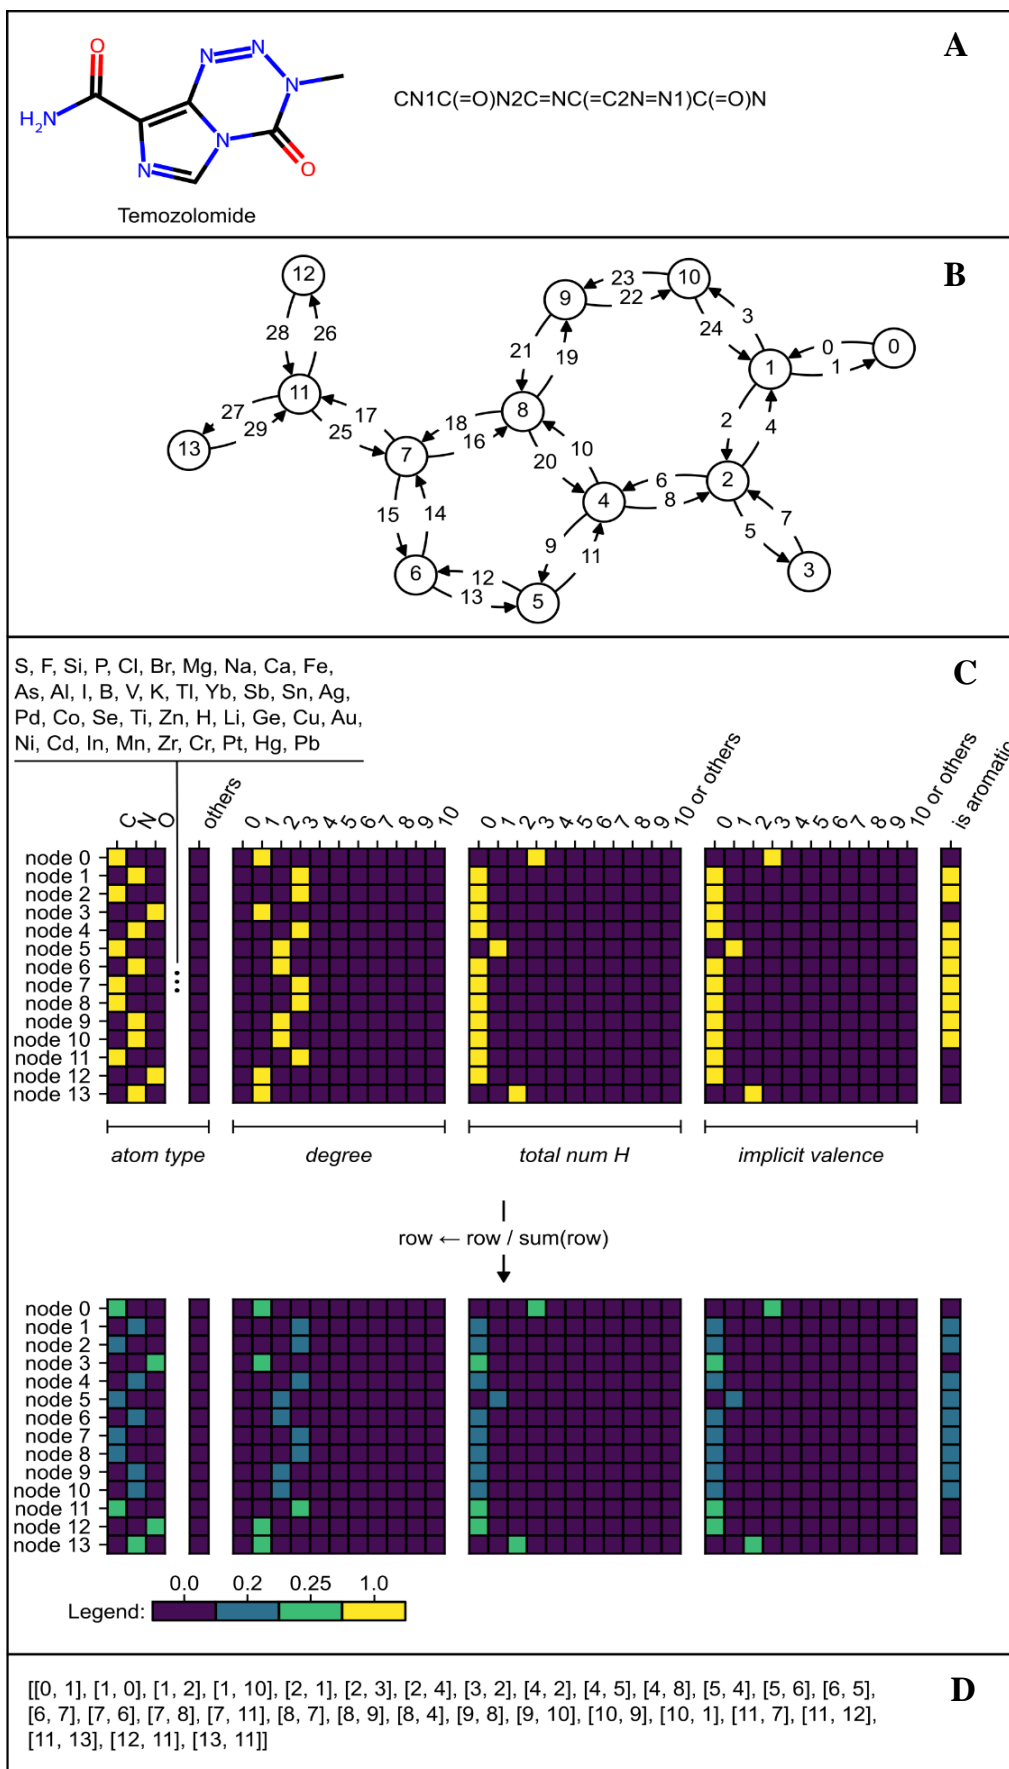 A
O
N
N
N
H2N
N
N
O
CN1C(=O)N2C=NC(=C2N=N1)C(=O)N
Temozolomide
B
12
10
23
9
22
28
26
24
3
0
0
21
19
1
1
11
27
17
8
2
4
13
29
25
18
16
10
7
20
6
2
4
8
15
14
9
5
7
11
6
12
3
13
5
C
S, F, Si, P, Cl, Br, Mg, Na, Ca, Fe,
As, Al, I, B, V, K, Tl, Yb, Sb, Sn, Ag,
Pd, Co, Se, Ti, Zn, H, Li, Ge, Cu, Au,
Ni, Cd, In, Mn, Zr, Cr, Pt, Hg, Pb
C N O others 0 1 2 3 4 5 6 7 8 9 10 0 1 2 3 4 5 6 7 8 9 10 or others 0 1 2 3 4 5 6 7 8 9 10 or others is aromatic
node 0
node 1
node 2
node 3
node 4
node 5
node 6
node 7
node 8
node 9
node 10
node 11
node 12
node 13
atom type degree total num H implicit valence
row ← row / sum(row)
node 0
node 1
node 2
node 3
node 4
node 5
node 6
node 7
node 8
node 9
node 10
node 11
node 12
node 13
0.0 0.2 0.25 1.0
Legend:
D
[[0, 1], [1, 0], [1, 2], [1, 10], [2, 1], [2, 3], [2, 4], [3, 2], [4, 2], [4, 5], [4, 8], [5, 4], [5, 6], [6, 5],
[6, 7], [7, 6], [7, 8], [7, 11], [8, 7], [8, 9], [8, 4], [9, 8], [9, 10], [10, 9], [10, 1], [11, 7], [11, 12],
[11, 13], [12, 11], [13, 11]]